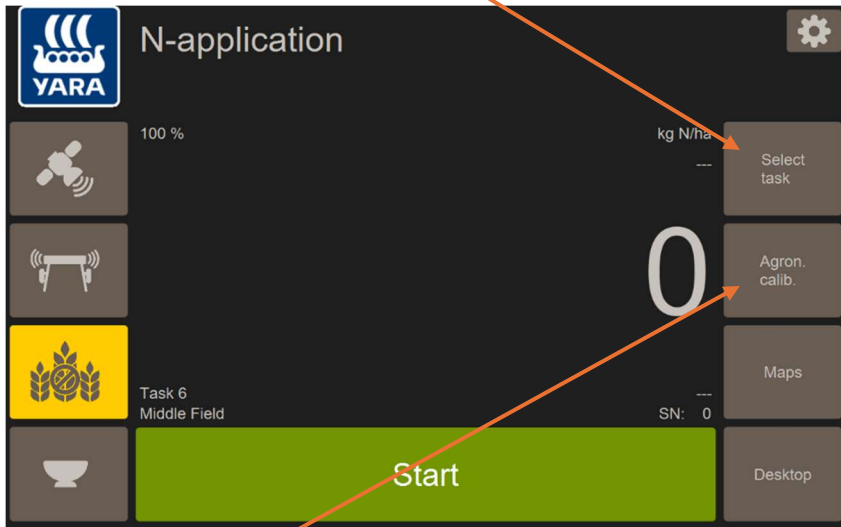 YARA
N-application
100 %
kg N/ha
---
Select
task
0
Agron.
calib.
Maps
Task 6
---
Middle Field
SN: 0
Start
Desktop